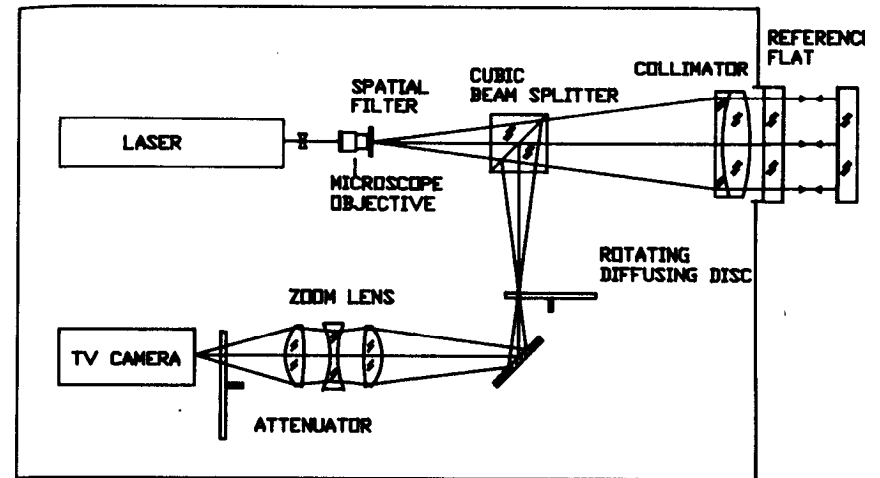 REFERENCE
FLAT
COLLIMATOR
CUBIC
BEAM SPLITTER
SPATIAL
FILTER
LASER
MICROSCOPE
OBJECTIVE
ROTATING
DIFFUSING DISC
ZOOM LENS
TV CAMERA
ATTENUATOR